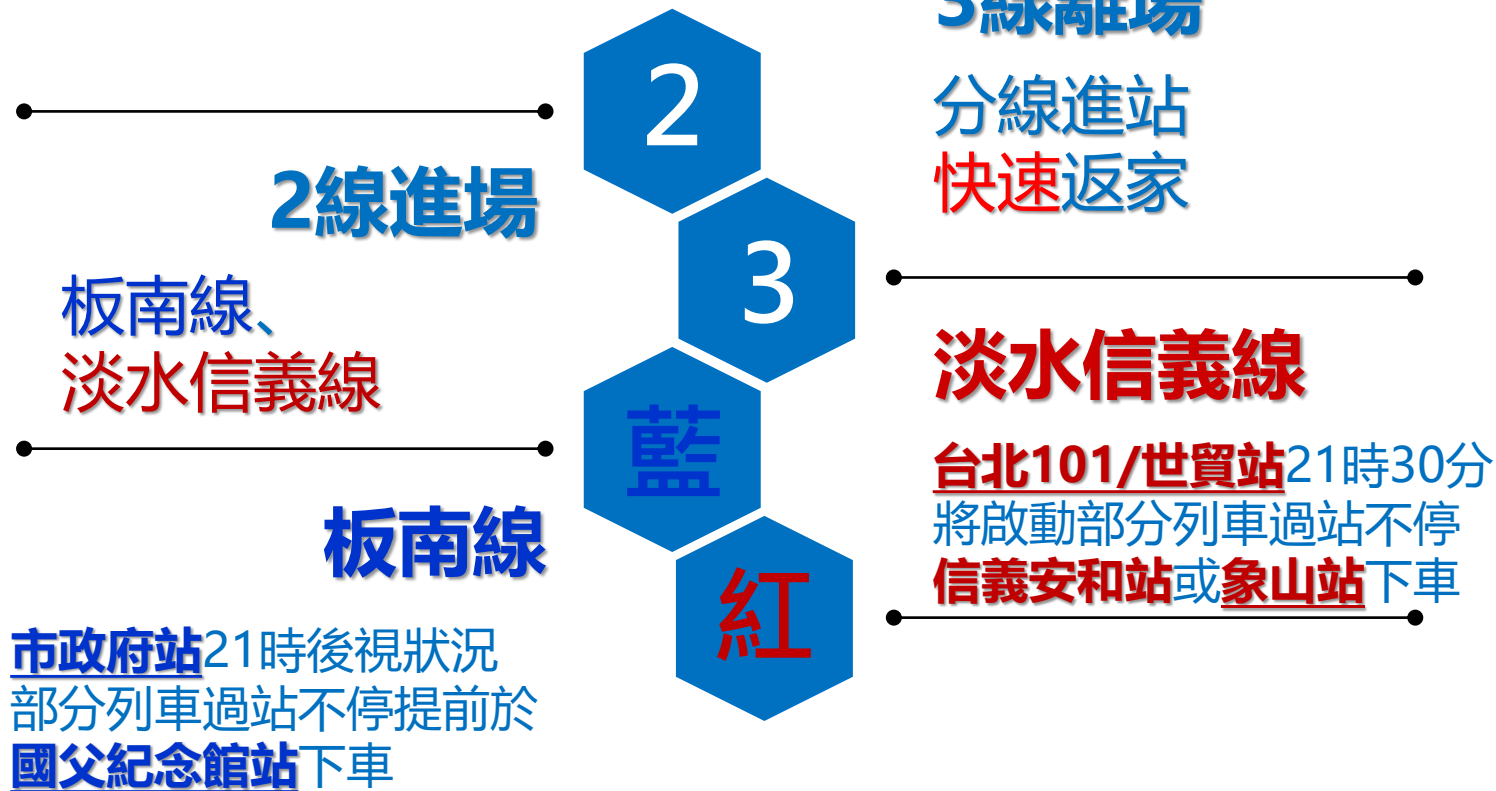 2
2線進場
板南線、
淡水信義線
3
3線離場
分線進站
快速返家
藍
板南線
市政府站21時後視狀況
部分列車過站不停提前於
國父紀念館站下車
紅
淡水信義線
台北101/世貿站21時30分
將啟動部分列車過站不停
信義安和站或象山站下車